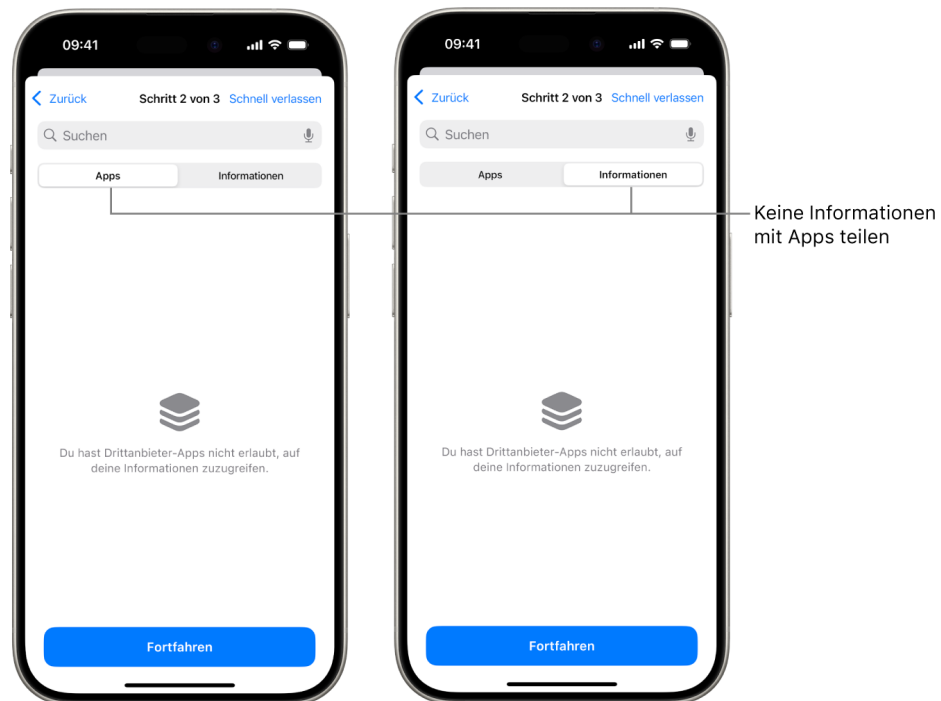 09:41
Zurück
Schritt 2 von 3
Schnell verlassen
Suchen
Apps
Informationen
Du hast Drittanbieter-Apps nicht erlaubt, auf
deine Informationen zuzugreifen.
Fortfahren
09:41
Zurück
Schritt 2 von 3
Schnell verlassen
Suchen
Apps
Informationen
Du hast Drittanbieter-Apps nicht erlaubt, auf
deine Informationen zuzugreifen.
Fortfahren
Keine Informationen
mit Apps teilen